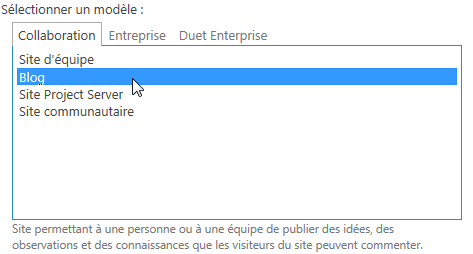 Sélectionner un modèle :
Collaboration Entreprise Duet Enterprise
Site d'équipe
Blog
Site Project Server
Site communautaire
Site permettant à une personne ou à une équipe de publier des idées, des
observations et des connaissances que les visiteurs du site peuvent commenter.